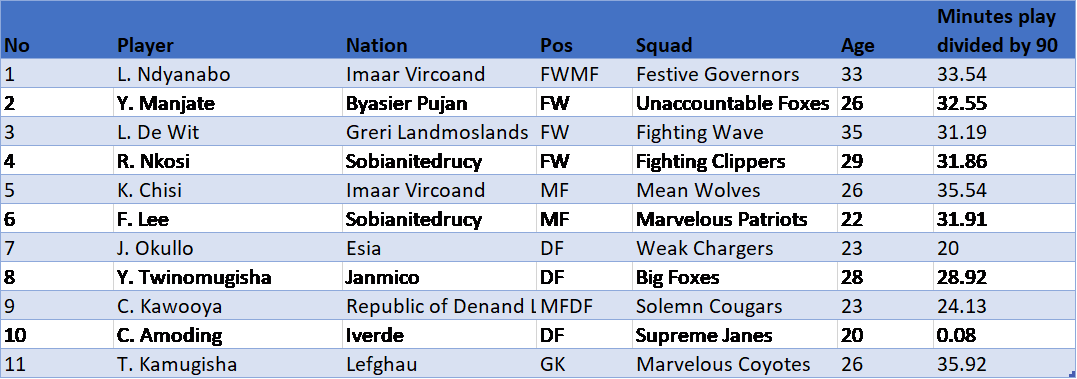 No Player Nation Pos Squad Age Minutes play divided by 90
1 L. Ndyanabo Imaar Vircoand FWMF Festive Governors 33 33.54
2 Y. Manjate Byasier Pujan FW Unaccountable Foxes 26 32.55
3 L. De Wit Greri Landmoslands FW Fighting Wave 35 31.19
4 R. Nkosi Sobianitedrucy FW Fighting Clippers 29 31.86
5 K. Chisi Imaar Vircoand MF Mean Wolves 26 35.54
6 F. Lee Sobianitedrucy MF Marvelous Patriots 22 31.91
7 J. Okullo Esia DF Weak Chargers 23 20
8 Y. Twinomugisha Janmico DF Big Foxes 28 28.92
9 C. Kawooya Republic of Denand MFDF Solemn Cougars 23 24.13
10 C. Amoding Iverde DF Supreme Janes 20 0.08
11 T. Kamugisha Lefghau GK Marvelous Coyotes 26 35.92